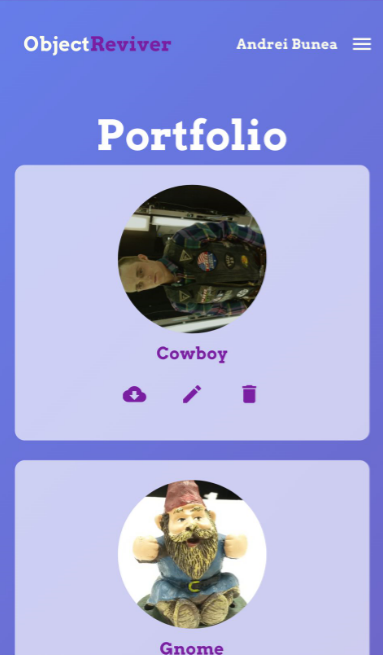 ObjectReviver
Andrei Bunea
Portfolio
Cowboy
Gnome